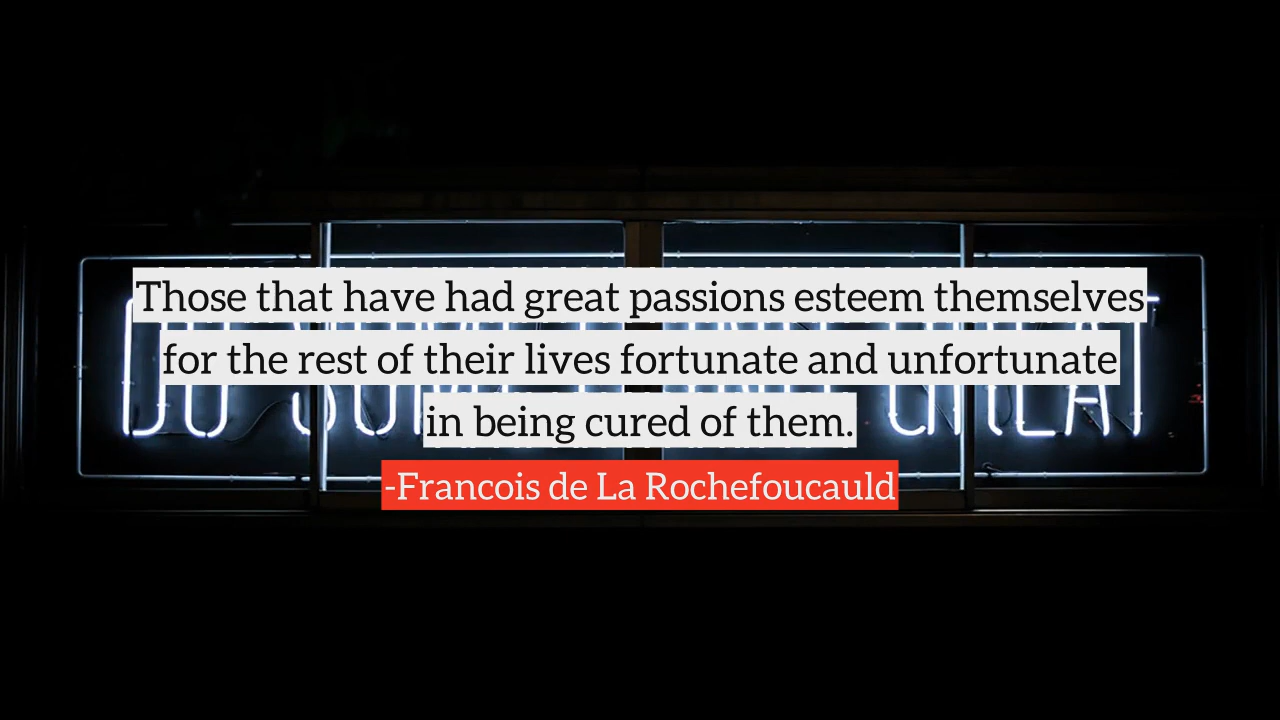 Those that have had great passions esteem themselves
for the rest of their lives fortunate and unfortunate
in being cured of them.
-Francois de La Rochefoucauld